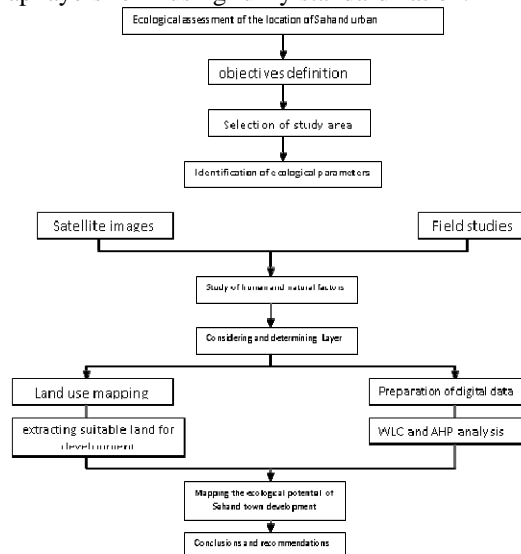 Ecological assessment of the location of Sahand urban
objectives definition
Selection of study area
Identification of ecological parameters
Satellite images
Field studies
Study of human and natural factors
Considering and determining Layer
Land use mapping
Preparation of digital data
extracting suitable land for
development
WLC and AHP analysis
Mapping the ecological potential of
Sahand town development
Conclusions and recommendations